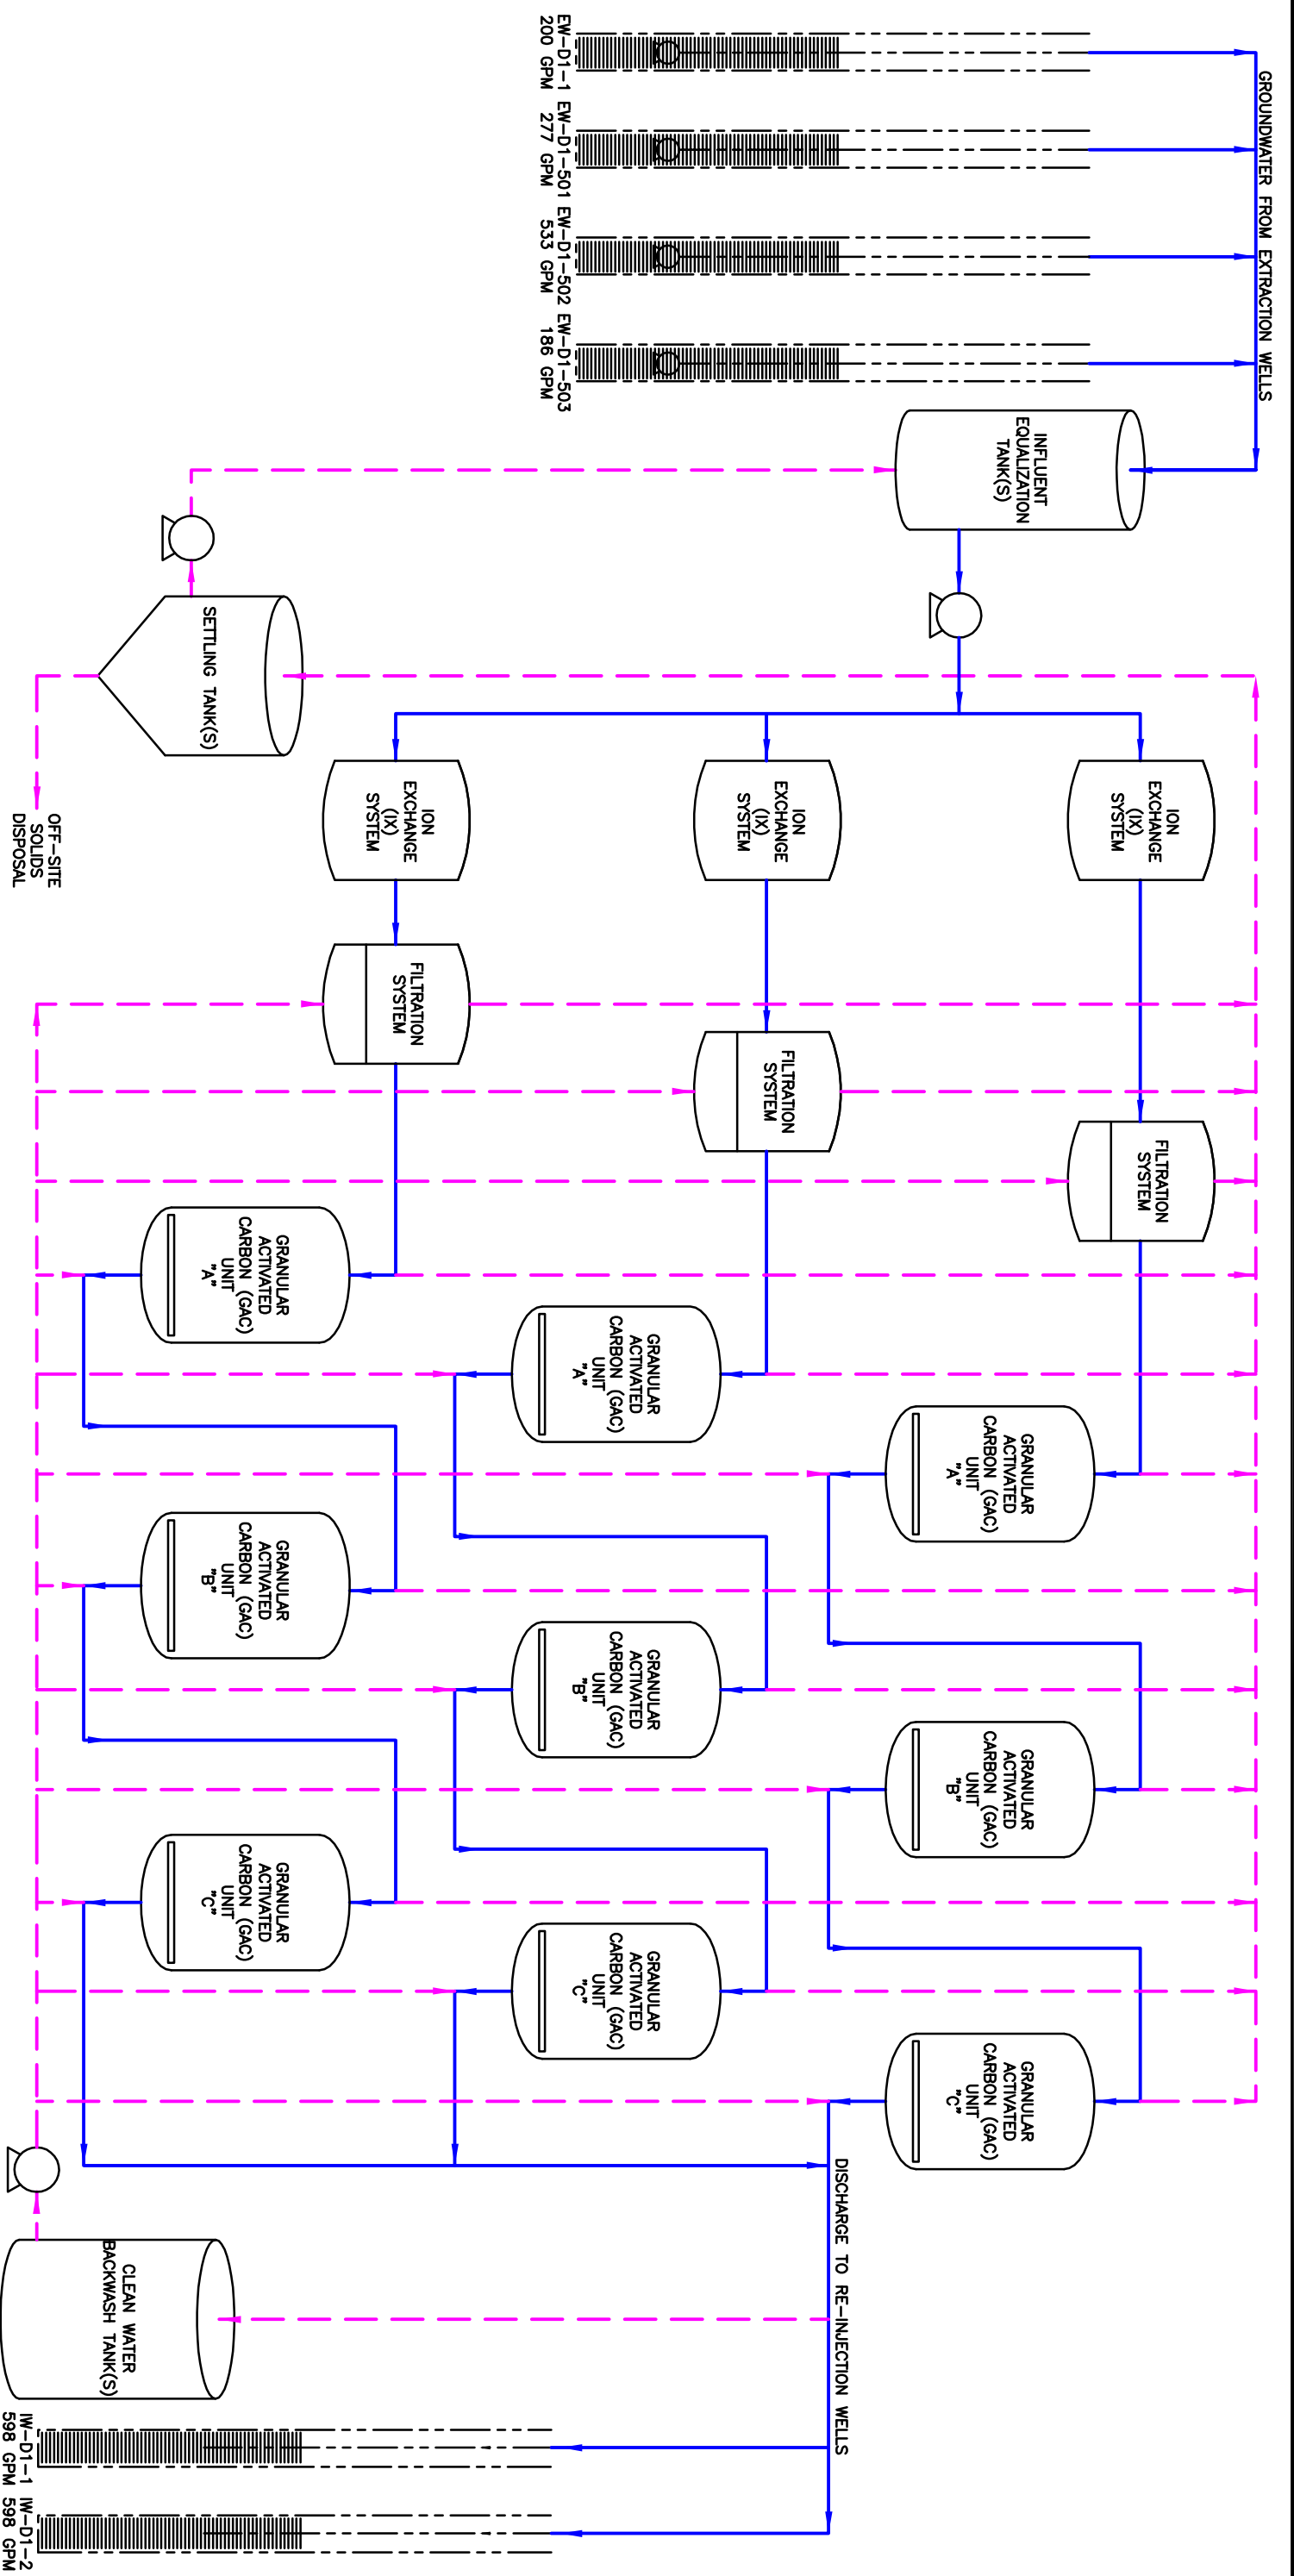 GROUNDWATER FROM EXTRACTION WELLS
EW-D1-1
200 GPM
EW-D1-501
277 GPM
EW-D1-502
533 GPM
EW-D1-503
186 GPM
INFLUENT
EQUALIZATION
TANK(S)
SETTLING TANK(S)
OFF-SITE
SOLIDS
DISPOSAL
ION
EXCHANGE
(IX)
SYSTEM
ION
EXCHANGE
(IX)
SYSTEM
ION
EXCHANGE
(IX)
SYSTEM
FILTRATION
SYSTEM
FILTRATION
SYSTEM
FILTRATION
SYSTEM
GRANULAR
ACTIVATED
CARBON (GAC)
UNIT
"A"
GRANULAR
ACTIVATED
CARBON (GAC)
UNIT
"A"
GRANULAR
ACTIVATED
CARBON (GAC)
UNIT
"A"
GRANULAR
ACTIVATED
CARBON (GAC)
UNIT
"B"
GRANULAR
ACTIVATED
CARBON (GAC)
UNIT
"B"
GRANULAR
ACTIVATED
CARBON (GAC)
UNIT
"B"
GRANULAR
ACTIVATED
CARBON (GAC)
UNIT
"C"
GRANULAR
ACTIVATED
CARBON (GAC)
UNIT
"C"
GRANULAR
ACTIVATED
CARBON (GAC)
UNIT
"C"
DISCHARGE TO RE-INJECTION WELLS
CLEAN WATER
BACKWASH TANK(S)
IW-D1-1
598 GPM
IW-D1-2
598 GPM